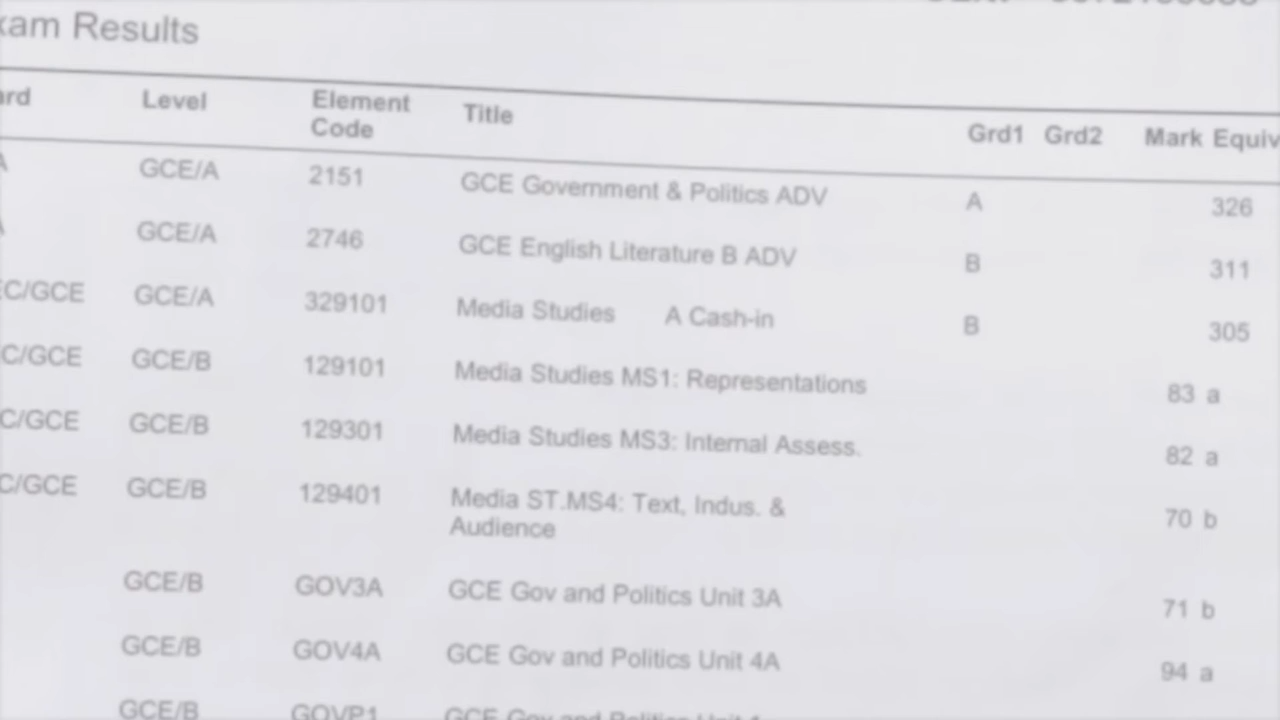 xam Results
ard Level Element Code Title Grd1 Grd2 Mark Equiv
A GCE/A 2151 GCE Government & Politics ADV A 326
A GCE/A 2746 GCE English Literature B ADV B 311
EC/GCE GCE/A 329101 Media Studies A Cash-in B 305
C/GCE GCE/B 129101 Media Studies MS1: Representations 83 a
C/GCE GCE/B 129301 Media Studies MS3: Internal Assess. 82 a
C/GCE GCE/B 129401 Media ST.MS4: Text, Indus. & 70 b
Audience
GCE/B GOV3A GCE Gov and Politics Unit 3A 71 b
GCE/B GOV4A GCE Gov and Politics Unit 4A 94 a
GCE/B GOVP1 GCE Gov and Politics Unit 1